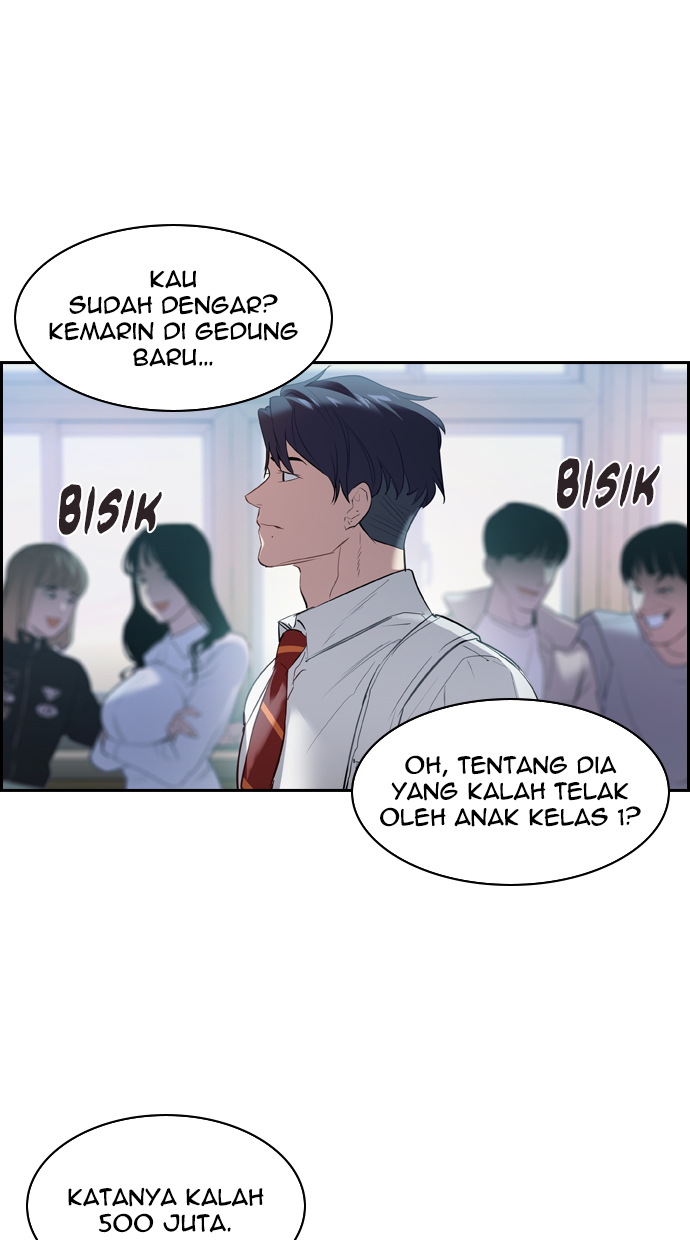 KAU
SUDAH DENGAR?
KEMARIN DI GEDUNG
BARU...
BISIK
BISIK
OH, TENTANG DIA
YANG KALAH TELAK
OLEH ANAK KELAS 1?
KATANYA KALAH
500 JUTA.